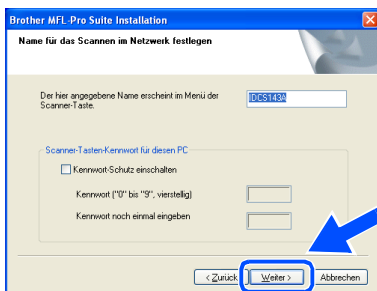 Brother MFL-Pro Suite Installation
Name für das Scannen im Netzwerk festlegen
Der hier angegebene Name erscheint im Menü der
Scanner-Taste.
IDCS143A
Scanner-Tasten-Kennwort für diesen PC
Kennwort-Schutz einschalten
Kennwort ("0" bis "9", vierstellig)
Kennwort noch einmal eingeben
< Zurück
Weiter >
Abbrechen